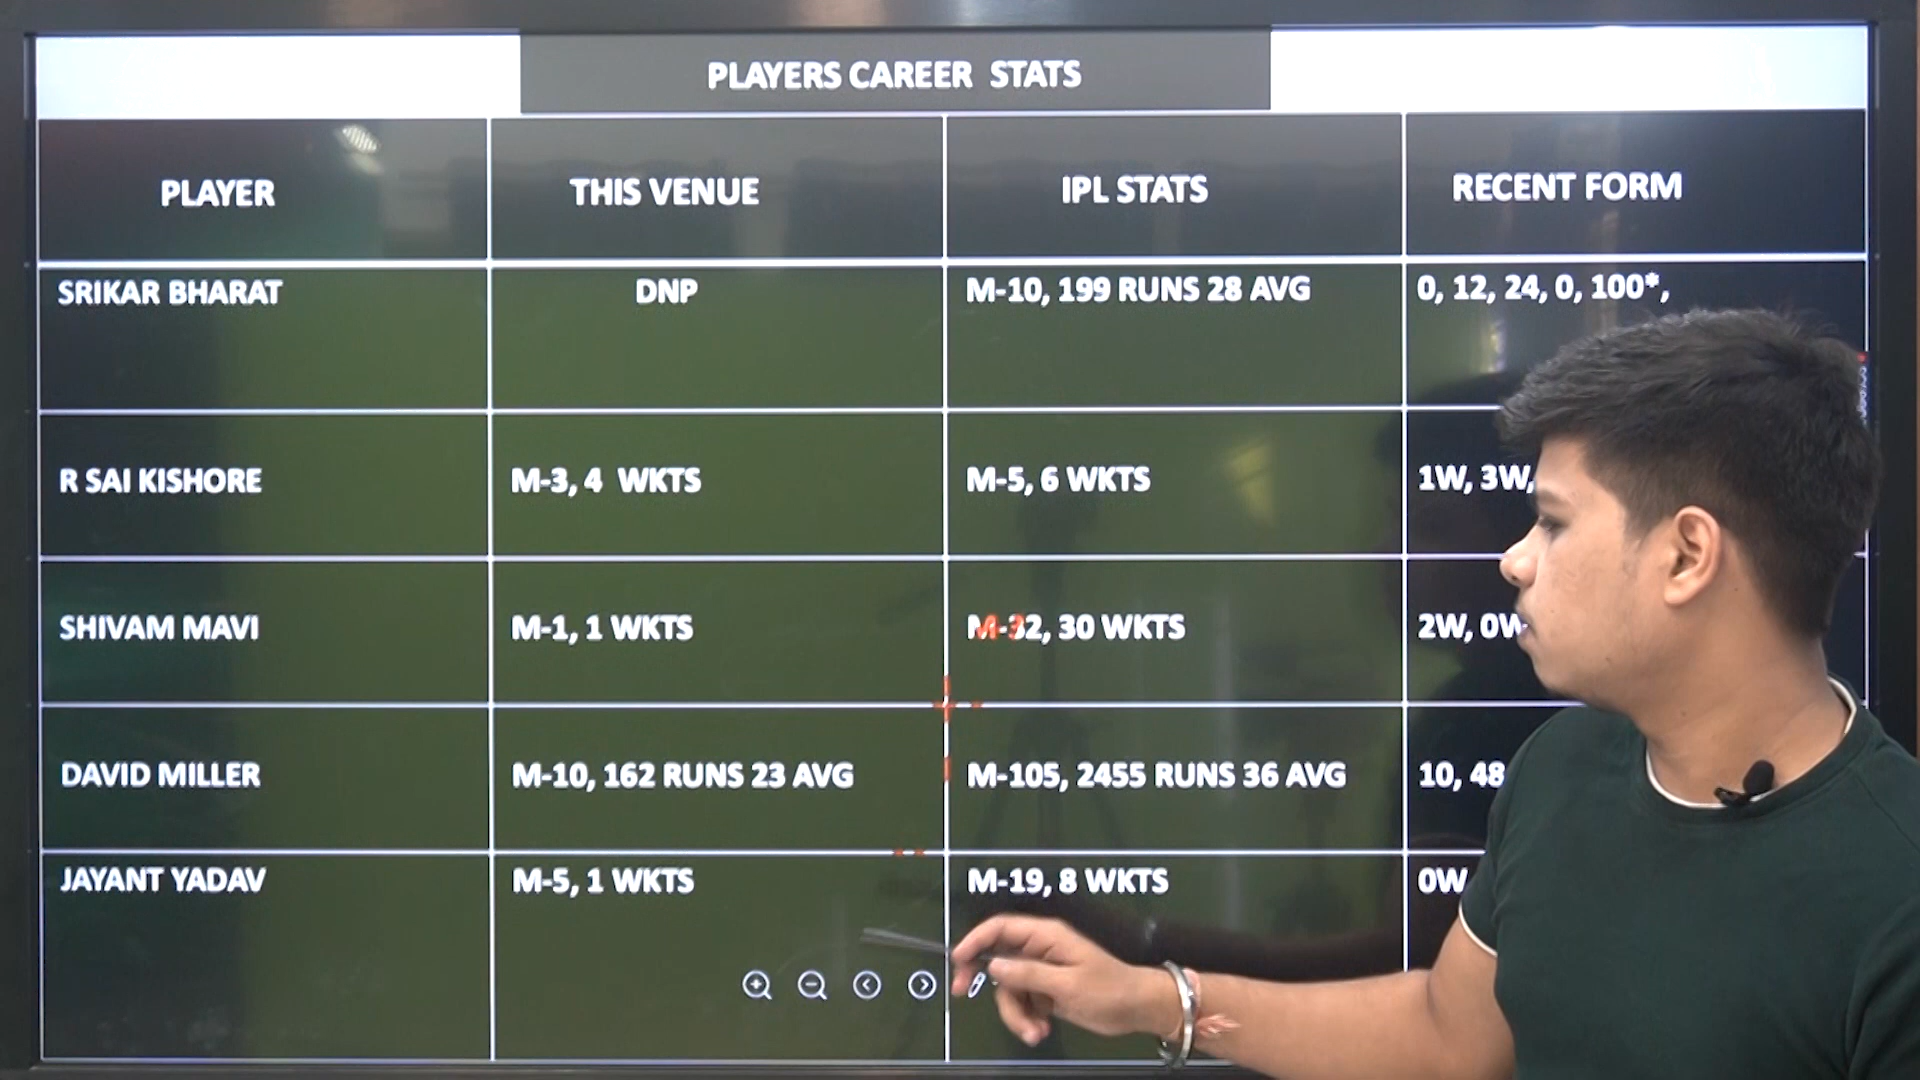 PLAYERS CAREER STATS
PLAYER THIS VENUE IPL STATS RECENT FORM
SRIKAR BHARAT DNP M-10, 199 RUNS 28 AVG 0, 12, 24, 0, 100*,
R SAI KISHORE M-3, 4 WKTS M-5, 6 WKTS 1W, 3W,
SHIVAM MAVI M-1, 1 WKTS M-32, 30 WKTS 2W, 0W
DAVID MILLER M-10, 162 RUNS 23 AVG M-105, 2455 RUNS 36 AVG 10, 48
JAYANT YADAV M-5, 1 WKTS M-19, 8 WKTS 0W